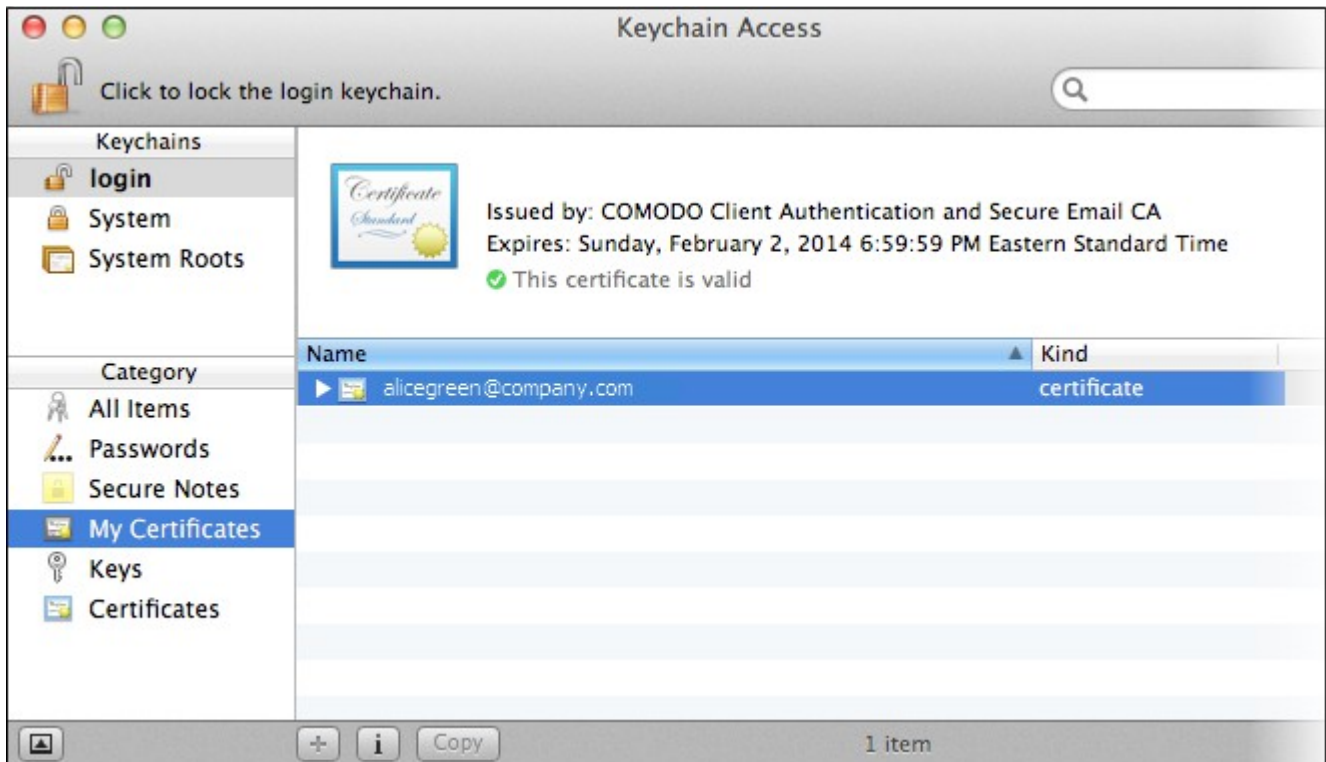 Keychain Access
Click to lock the login keychain.
Keychains
login
System
System Roots
Certificate
Standard
Issued by: COMODO Client Authentication and Secure Email CA
Expires: Sunday, February 2, 2014 6:59:59 PM Eastern Standard Time
This certificate is valid
Name Kind
alicegreen@company.com certificate
Category
All Items
Passwords
Secure Notes
My Certificates
Keys
Certificates
Copy
1 item